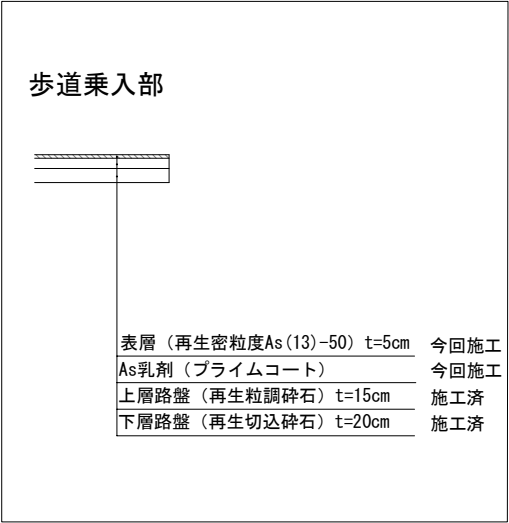 歩道乗入部
表層（再生密粒度As(13)-50）t=5cm　今回施工
As乳剤（プライムコート）　今回施工
上層路盤（再生粒調砕石）t=15cm　施工済
下層路盤（再生切込砕石）t=20cm　施工済